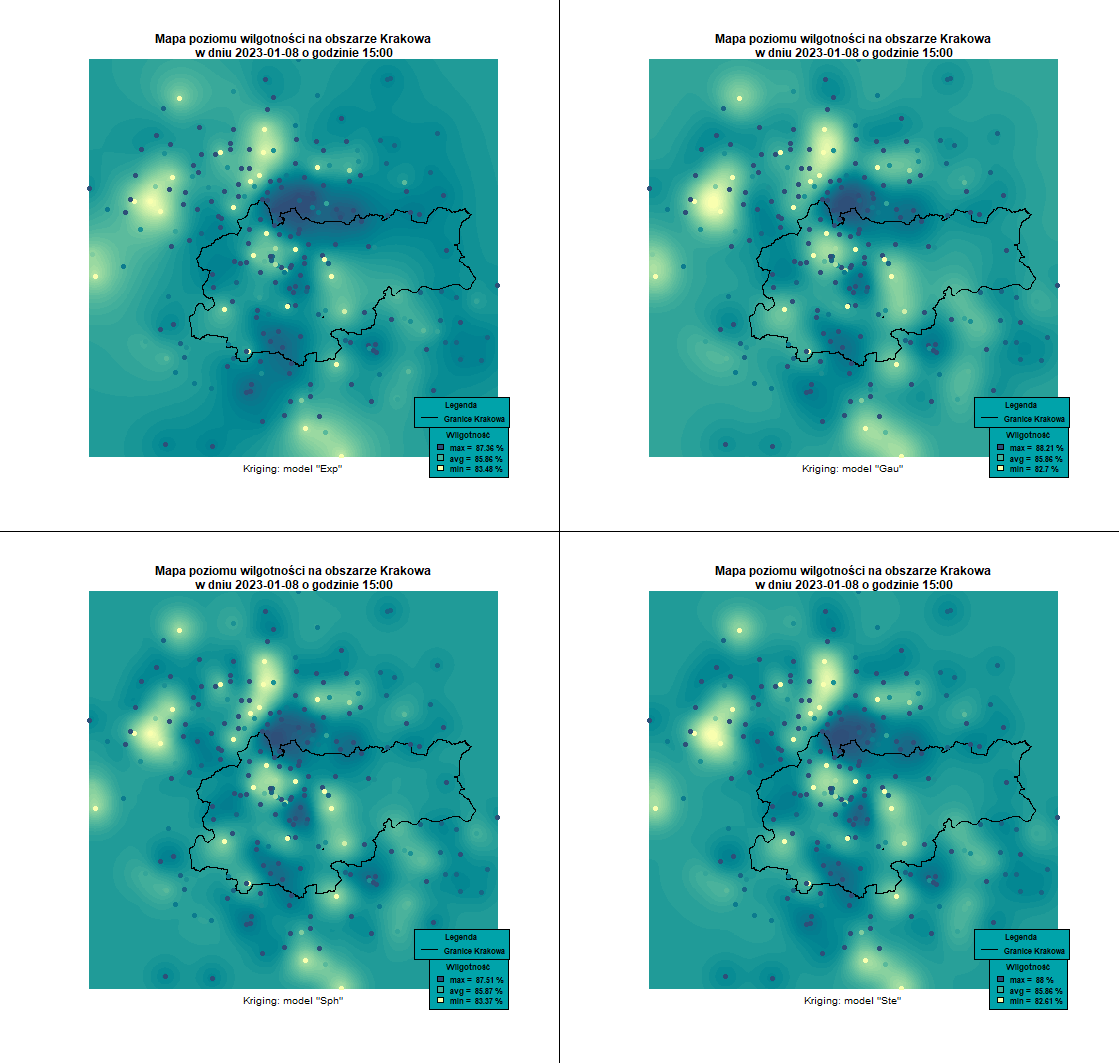 Mapa poziomu wilgotności na obszarze Krakowa
w dniu 2023-01-08 o godzinie 15:00
Legenda
Granice Krakowa
Wilgotność
max = 87.36 %
avg = 85.86 %
min = 83.48 %
Kriging: model "Exp"
Mapa poziomu wilgotności na obszarze Krakowa
w dniu 2023-01-08 o godzinie 15:00
Legenda
Granice Krakowa
Wilgotność
max = 88.21 %
avg = 85.86 %
min = 82.7 %
Kriging: model "Gau"
Mapa poziomu wilgotności na obszarze Krakowa
w dniu 2023-01-08 o godzinie 15:00
Legenda
Granice Krakowa
Wilgotność
max = 87.51 %
avg = 85.87 %
min = 83.37 %
Kriging: model "Sph"
Mapa poziomu wilgotności na obszarze Krakowa
w dniu 2023-01-08 o godzinie 15:00
Legenda
Granice Krakowa
Wilgotność
max = 88 %
avg = 85.86 %
min = 82.61 %
Kriging: model "Ste"